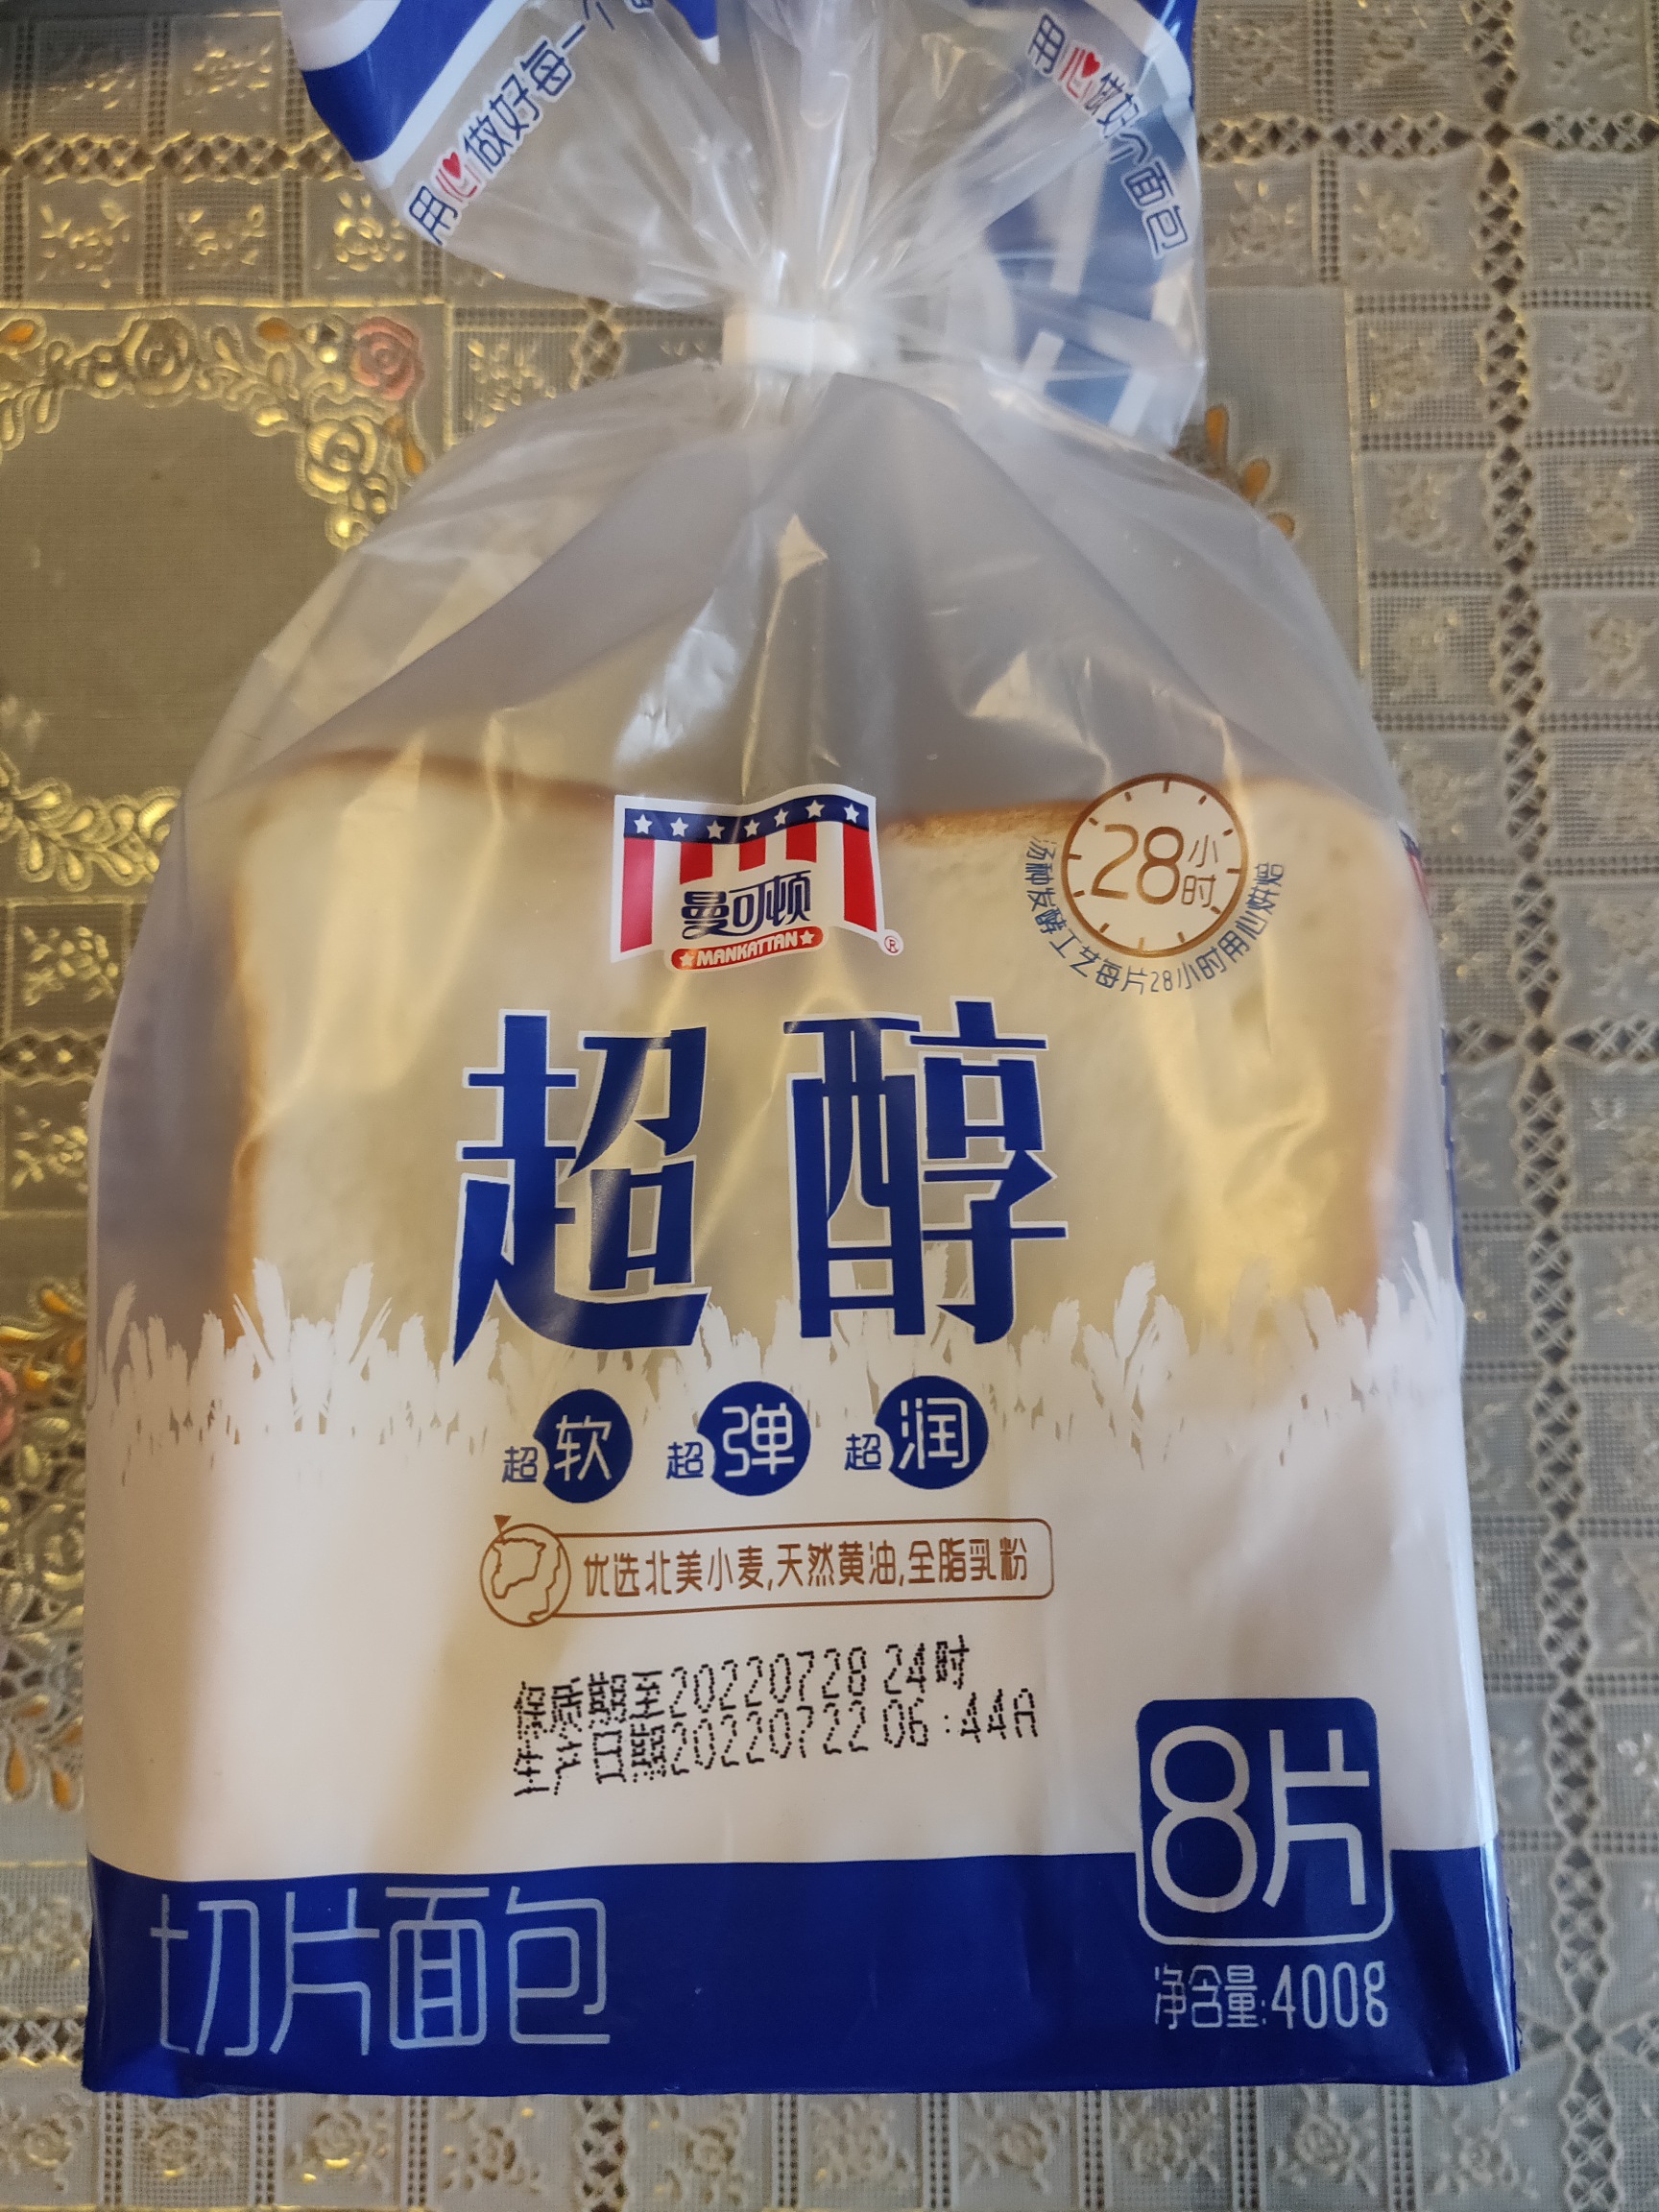 用心做好每一个
用心做好个面包
曼可顿
MANKATTAN
®
28小时
汤种发酵工艺每片28小时用心烘焙
超醇
超软 超弹 超润
优选北美小麦,天然黄油,全脂乳粉
保质期至20220728 24时
生产日期20220722 06:44A
8片
切片面包
净含量:400g